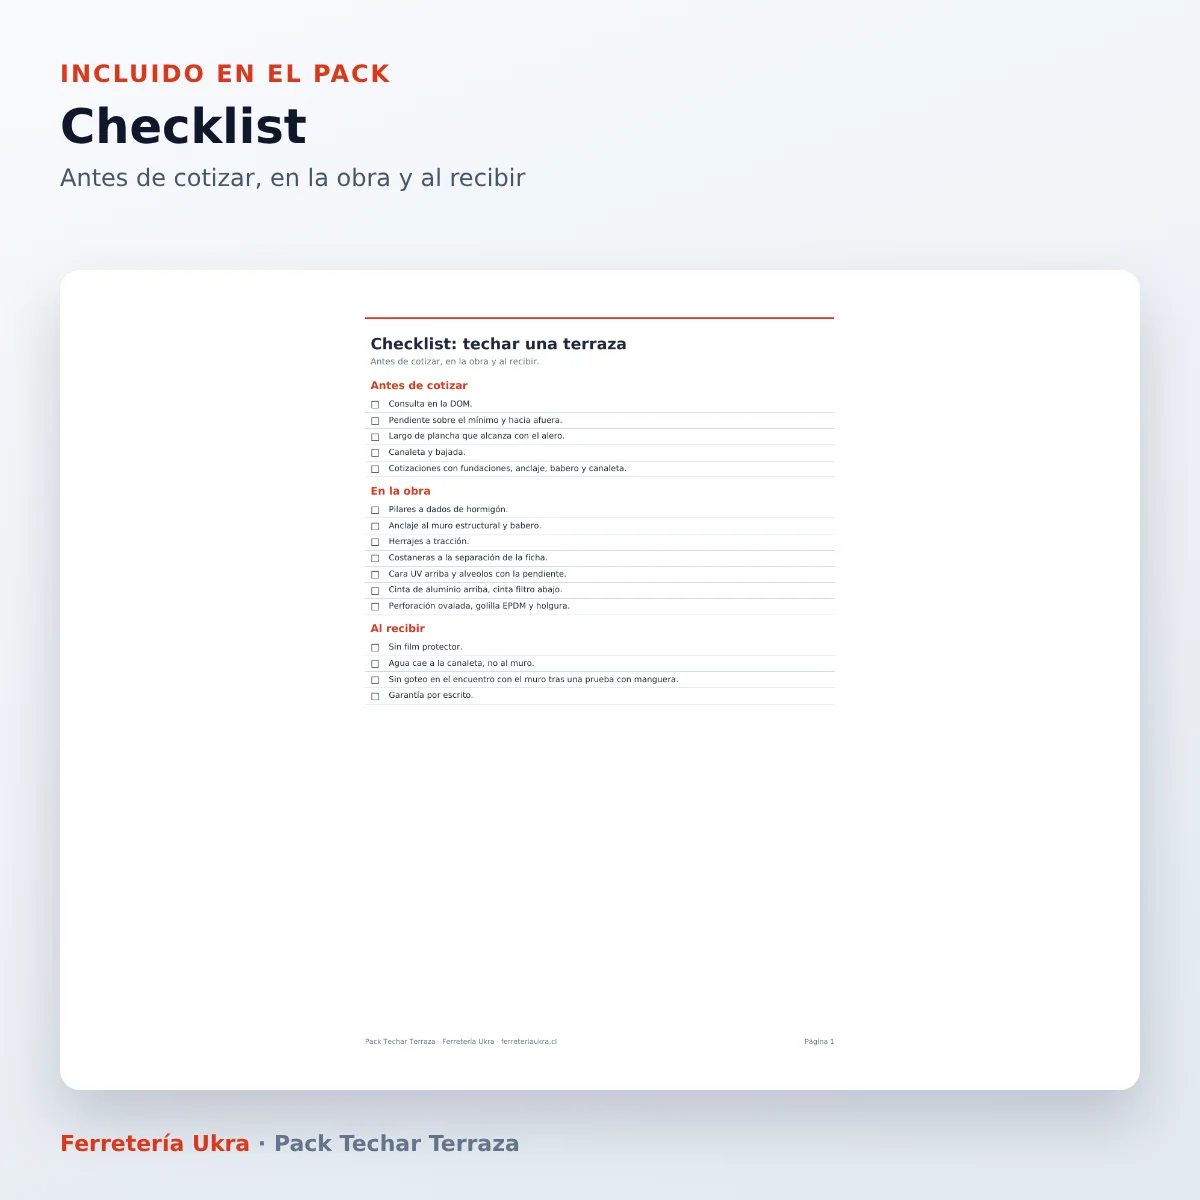 INCLUIDO EN EL PACK
Checklist
Antes de cotizar, en la obra y al recibir
Checklist: techar una terraza
Antes de cotizar, en la obra y al recibir.
Antes de cotizar
Consulta en la DOM.
Pendiente sobre el mínimo y hacia afuera.
Largo de plancha que alcanza con el alero.
Canaleta y bajada.
Cotizaciones con fundaciones, anclaje, babero y canaleta.
En la obra
Pilares a dados de hormigón.
Anclaje al muro estructural y babero.
Herrajes a tracción.
Costaneras a la separación de la ficha.
Cara UV arriba y alveolos con la pendiente.
Cinta de aluminio arriba, cinta filtro abajo.
Perforación ovalada, golilla EPDM y holgura.
Al recibir
Sin film protector.
Agua cae a la canaleta, no al muro.
Sin goteo en el encuentro con el muro tras una prueba con manguera.
Garantía por escrito.
Pack Techar Terraza · Ferretería Ukra · ferreteriaukra.cl
Página 1
Ferretería Ukra · Pack Techar Terraza